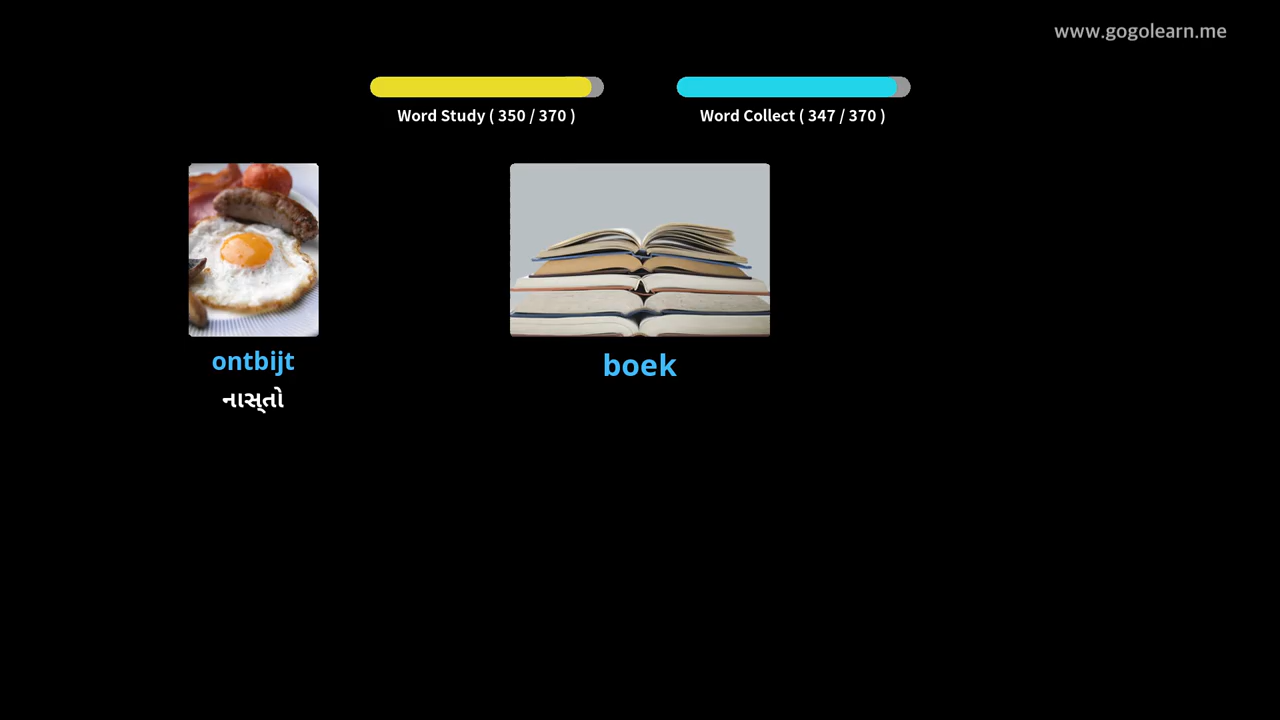 www.gogolearn.me
Word Study ( 350 / 370 )
Word Collect ( 347 / 370 )
ontbijt
નાસ્તો
boek